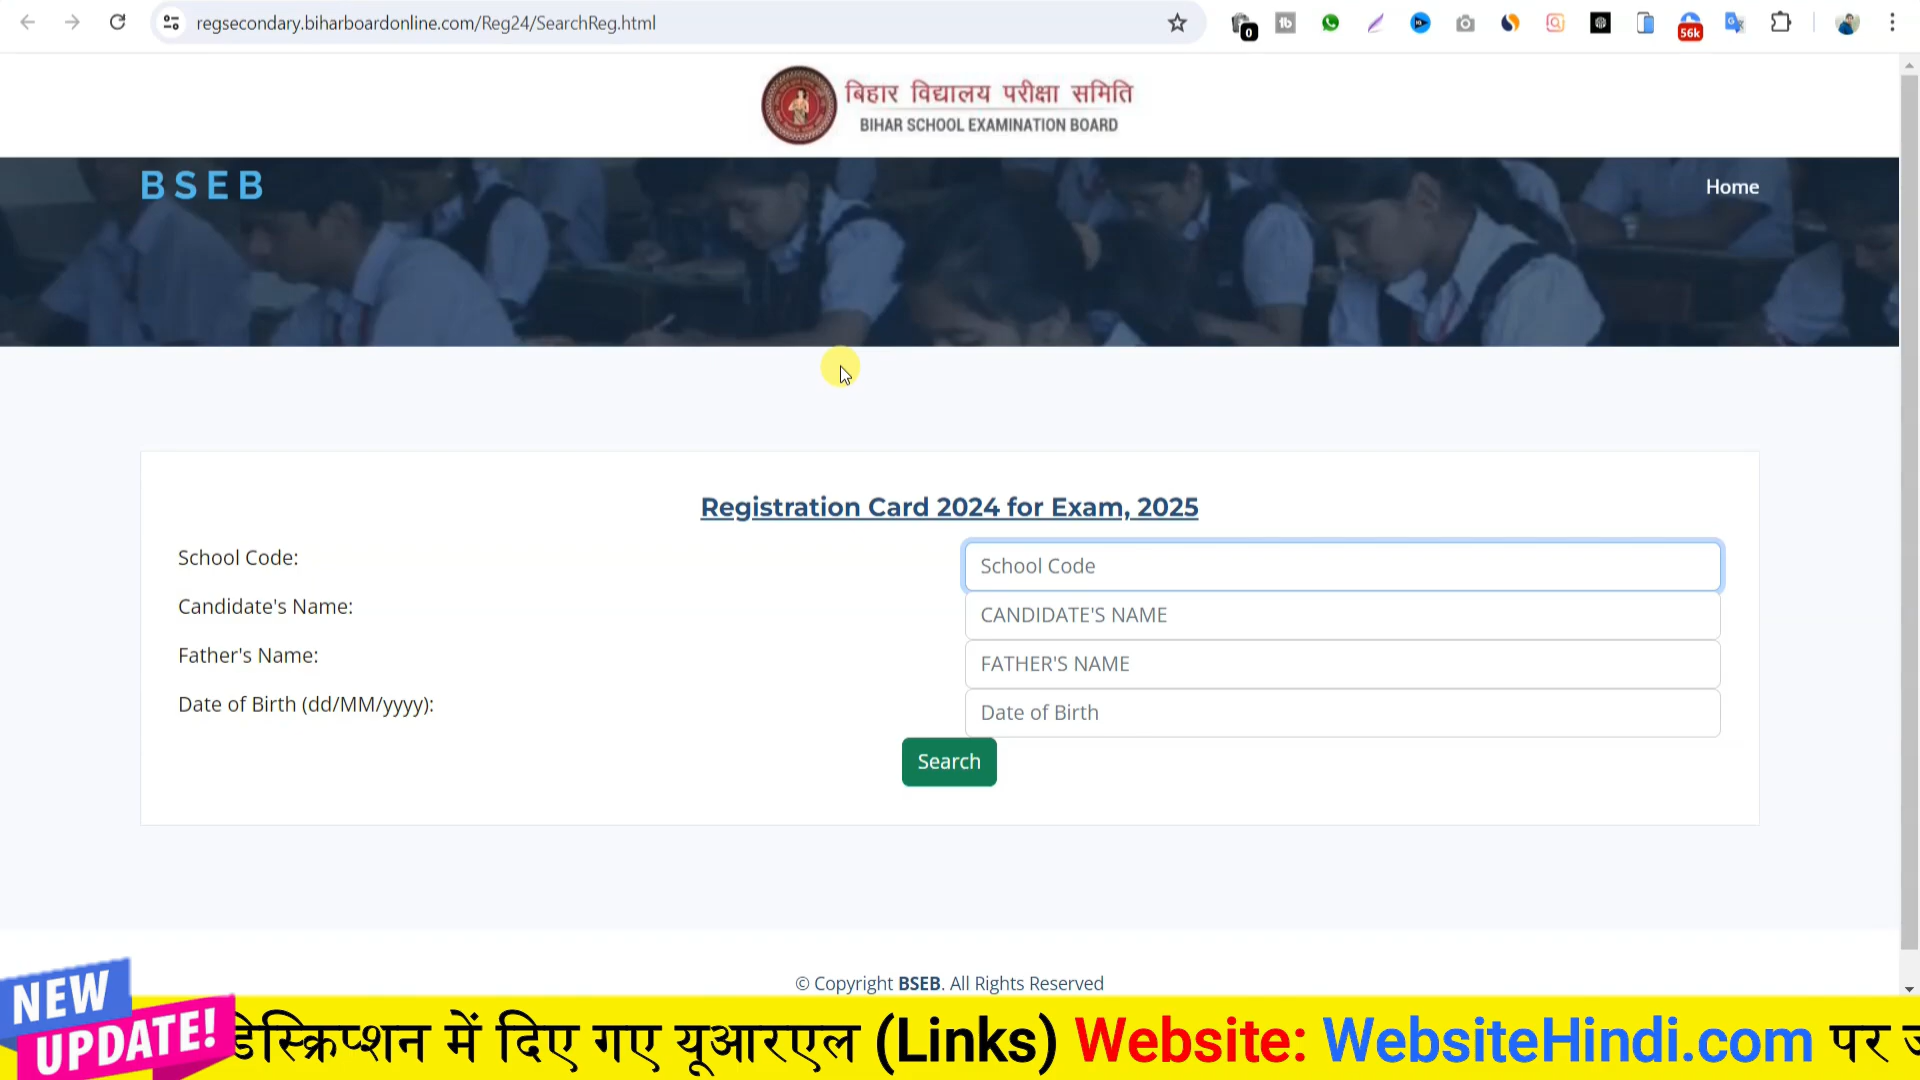 regsecondary.biharboardonline.com/Reg24/SearchReg.html
0
tb
56k
बिहार विद्यालय परीक्षा समिति
BIHAR SCHOOL EXAMINATION BOARD
BSEB
Home
Registration Card 2024 for Exam, 2025
School Code:
School Code
Candidate's Name:
CANDIDATE'S NAME
Father's Name:
FATHER'S NAME
Date of Birth (dd/MM/yyyy):
Date of Birth
Search
© Copyright BSEB. All Rights Reserved
NEW
UPDATE!
डिस्क्रिप्शन में दिए गए यूआरएल (Links) Website: WebsiteHindi.com पर